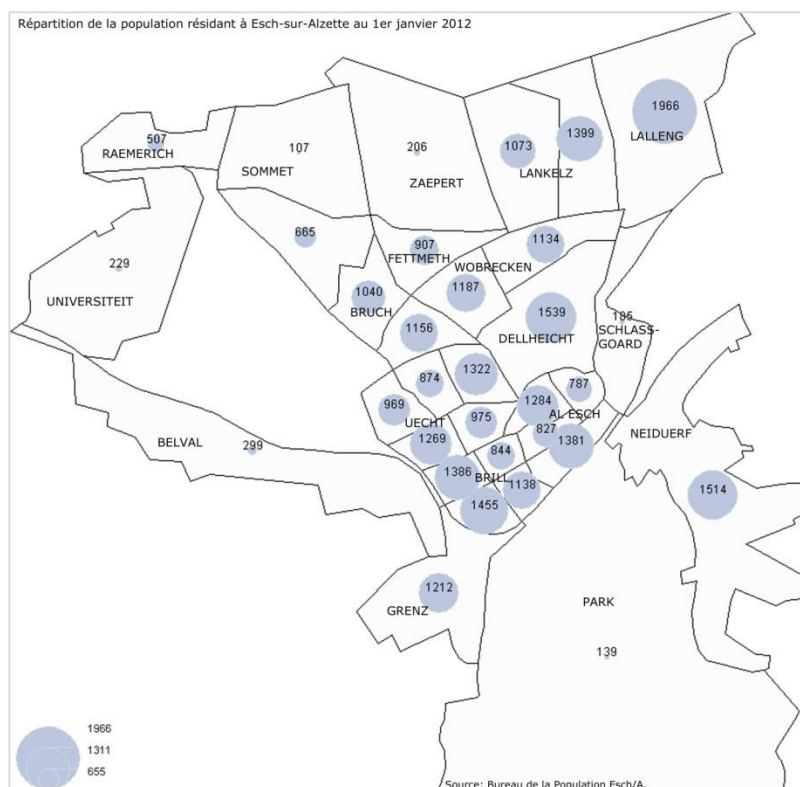 Répartition de la population résidant à Esch-sur-Alzette au 1er janvier 2012
1966
LALLENG
1399
1073
LANKELZ
507
RAEMERICH
107
SOMMET
206
ZAEPERT
665
907
FETTMETH
1134
WOBRECKEN
229
UNIVERSITEIT
1040
BRUCH
1187
1539
DELLHEICHT
186
SCHLASS-
GOARD
1156
874
1322
787
969
UECHT
975
1284
AL ESCH
827
BELVAL
299
1269
844
1381
NEIDUERF
1386
BRILL
1138
1514
1455
1212
GRENZ
PARK
139
1966
1311
655
Source: Bureau de la Population Esch/A.